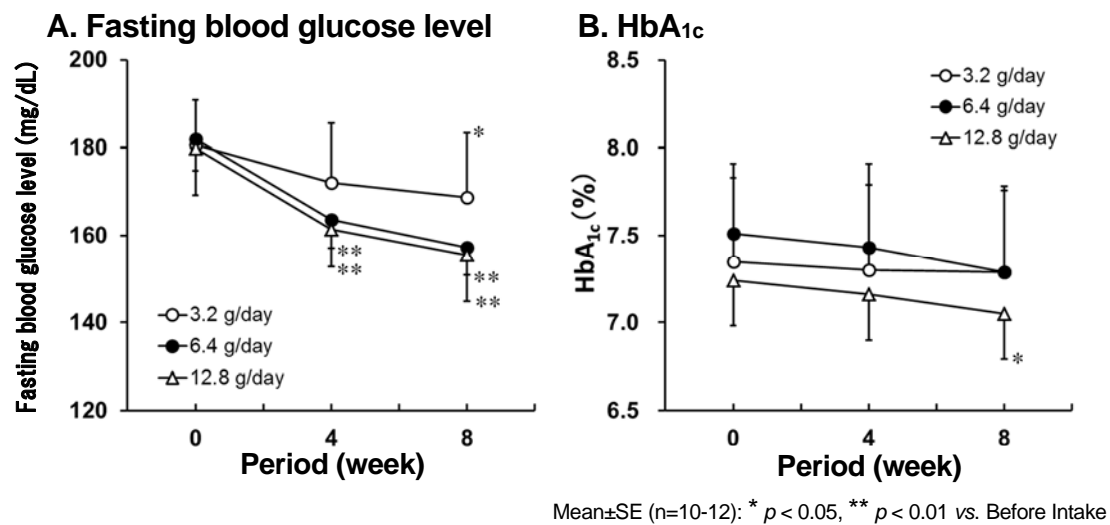 A. Fasting blood glucose level
Fasting blood glucose level (mg/dL)
200
180
160
140
120
*
**
**
**
**
3.2 g/day
6.4 g/day
12.8 g/day
0
4
8
Period (week)
B. HbA1c
HbA1c (%)
8.5
8.0
7.5
7.0
6.5
3.2 g/day
6.4 g/day
12.8 g/day
*
0
4
8
Period (week)
Mean±SE (n=10-12): * p < 0.05, ** p < 0.01 vs. Before Intake